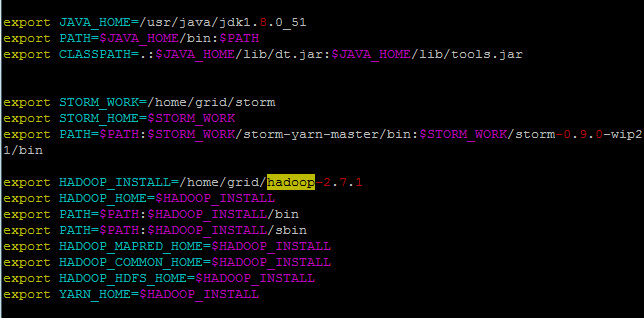 export JAVA_HOME=/usr/java/jdk1.8.0_51
export PATH=$JAVA_HOME/bin:$PATH
export CLASSPATH=.:$JAVA_HOME/lib/dt.jar:$JAVA_HOME/lib/tools.jar
export STORM_WORK=/home/grid/storm
export STORM_HOME=$STORM_WORK
export PATH=$PATH:$STORM_WORK/storm-yarn-master/bin:$STORM_WORK/storm-0.9.0-wip2
1/bin
export HADOOP_INSTALL=/home/grid/hadoop-2.7.1
export HADOOP_HOME=$HADOOP_INSTALL
export PATH=$PATH:$HADOOP_INSTALL/bin
export PATH=$PATH:$HADOOP_INSTALL/sbin
export HADOOP_MAPRED_HOME=$HADOOP_INSTALL
export HADOOP_COMMON_HOME=$HADOOP_INSTALL
export HADOOP_HDFS_HOME=$HADOOP_INSTALL
export YARN_HOME=$HADOOP_INSTALL